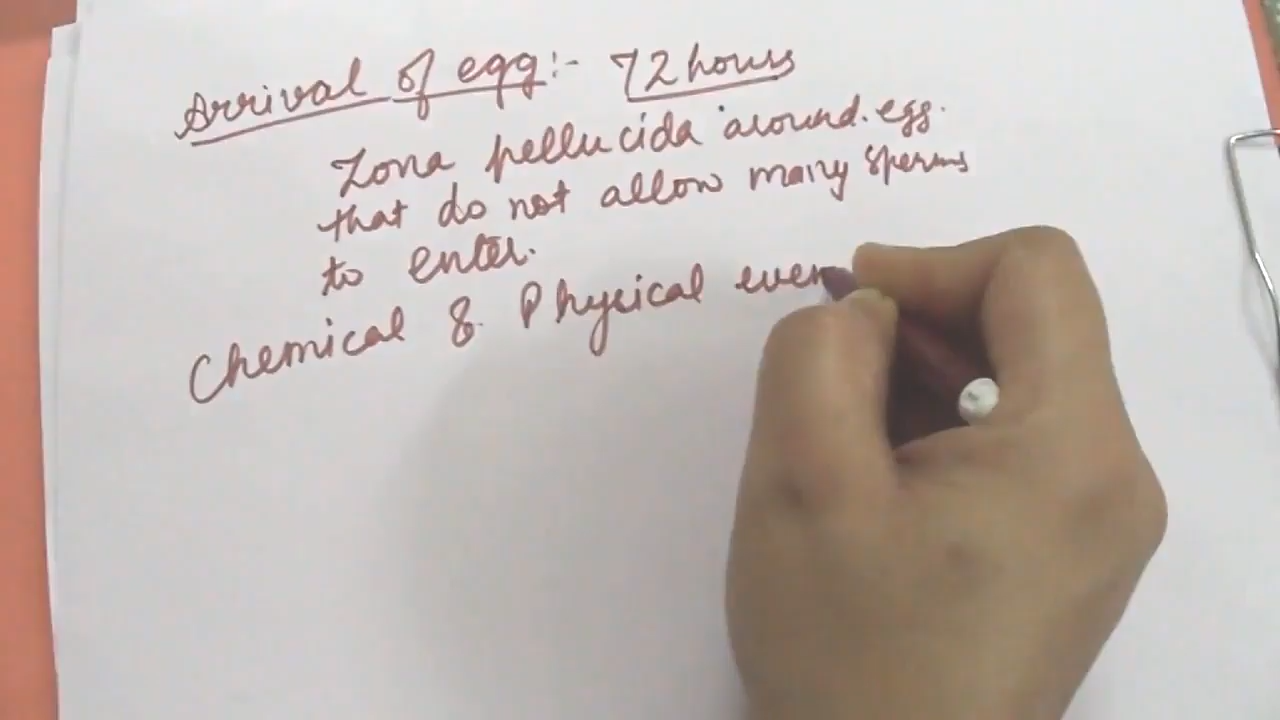 Arrival of egg:- 72 hours
Zona pellucida around egg.
that do not allow many sperms
to enter.
Chemical & Physical even